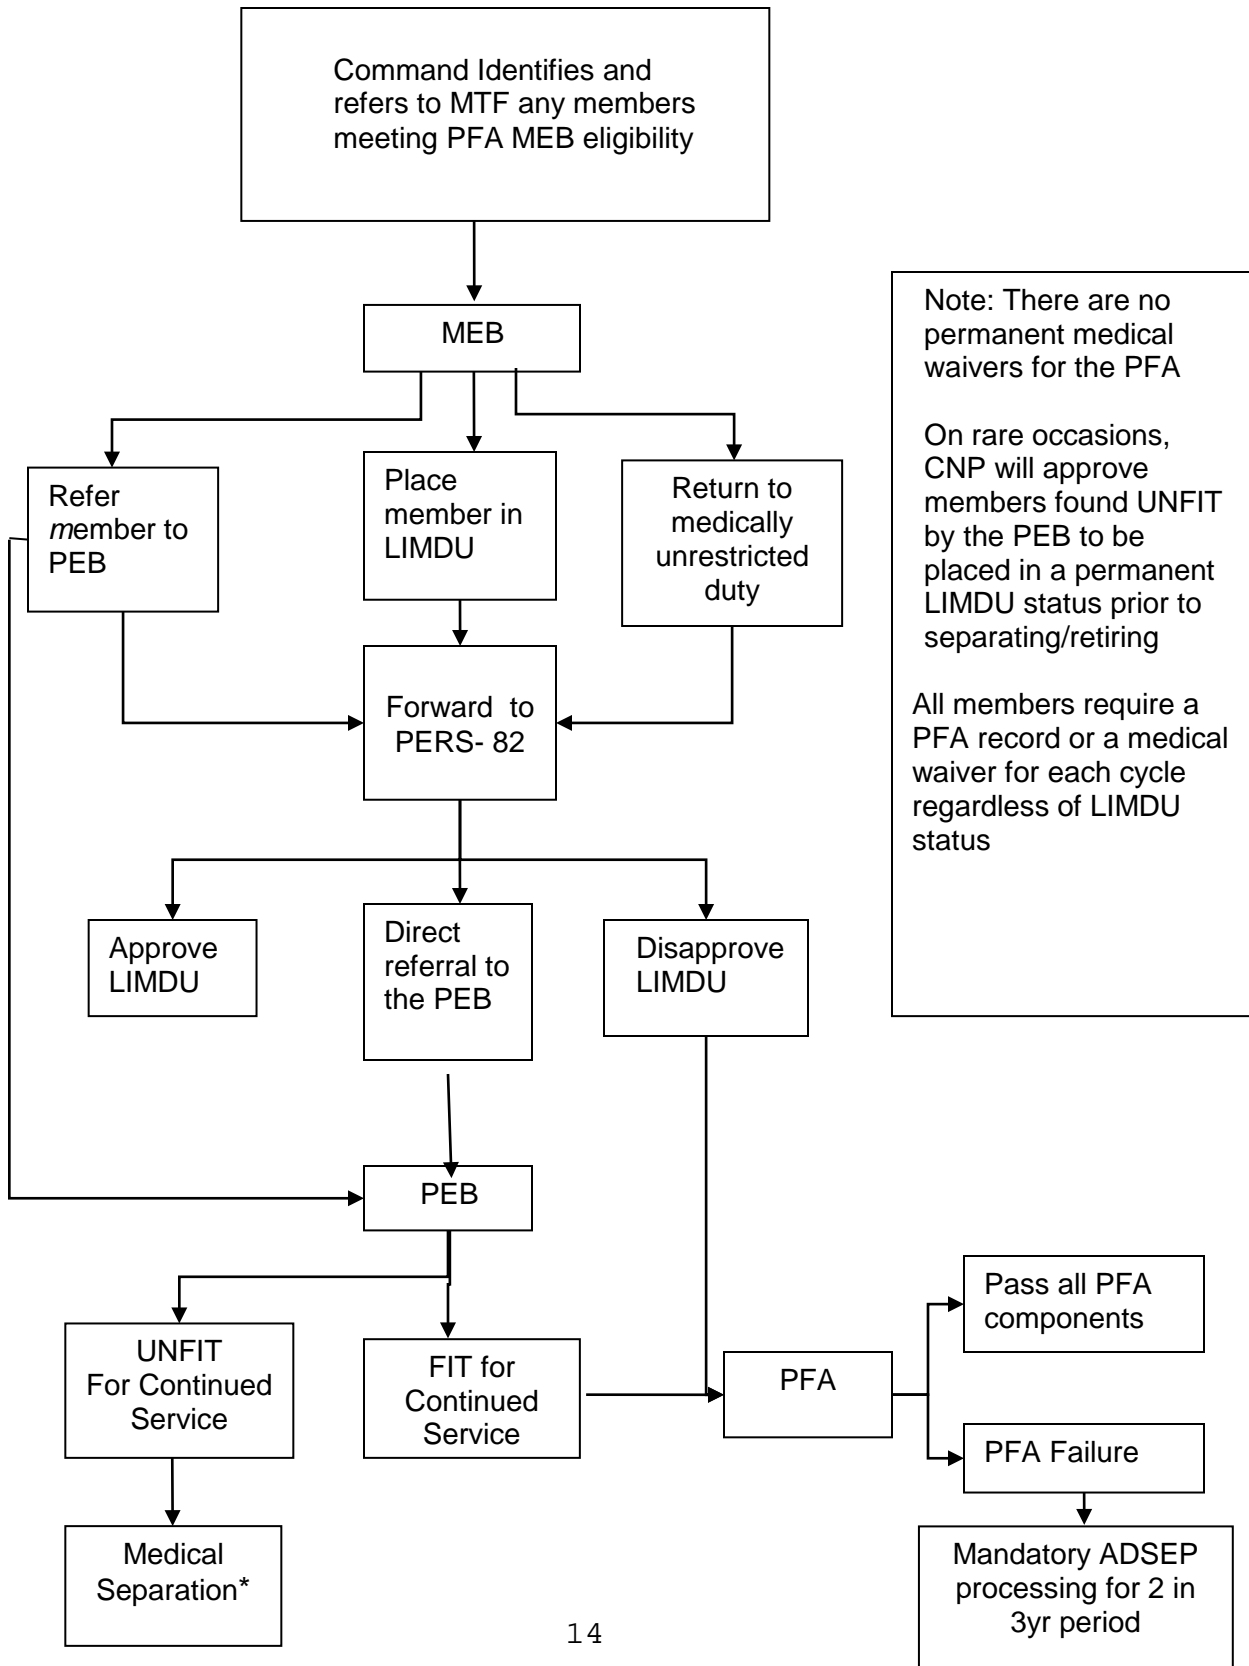 Command Identifies and
refers to MTF any members
meeting PFA MEB eligibility
MEB
Note: There are no
permanent medical
waivers for the PFA
On rare occasions,
CNP will approve
members found UNFIT
by the PEB to be
placed in a permanent
LIMDU status prior to
separating/retiring
All members require a
PFA record or a medical
waiver for each cycle
regardless of LIMDU
status
Refer
member to
PEB
Place
member in
LIMDU
Return to
medically
unrestricted
duty
Forward to
PERS- 82
Approve
LIMDU
Direct
referral to
the PEB
Disapprove
LIMDU
PEB
UNFIT
For Continued
Service
FIT for
Continued
Service
PFA
Pass all PFA
components
PFA Failure
Medical
Separation*
Mandatory ADSEP
processing for 2 in
3yr period
14